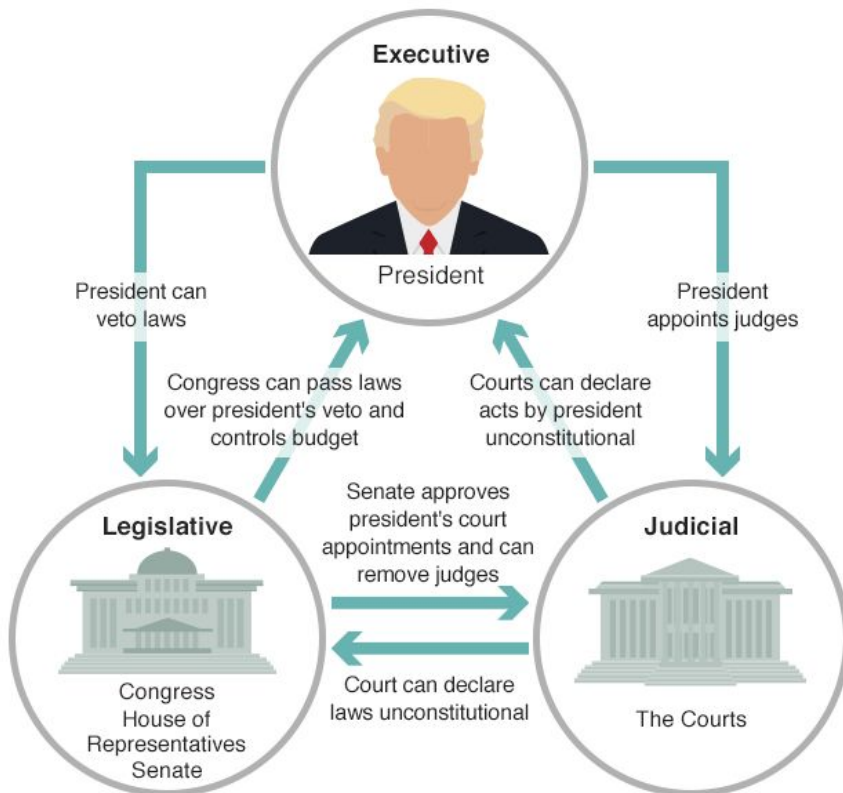 Executive
President
President can
veto laws
President
appoints judges
Congress can pass laws
over president's veto and
controls budget
Courts can declare
acts by president
unconstitutional
Legislative
Congress
House of
Representatives
Senate
Senate approves
president's court
appointments and can
remove judges
Court can declare
laws unconstitutional
Judicial
The Courts